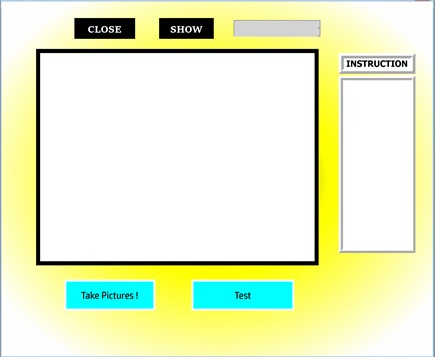 CLOSE
SHOW
INSTRUCTION
Take Pictures !
Test